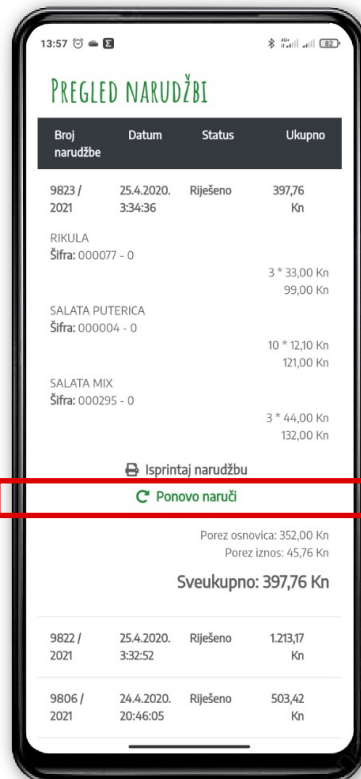 13:57
82
PREGLED NARUDŽBI
Broj narudžbe Datum Status Ukupno
9823 / 2021 25.4.2020. 3:34:36 Riješeno 397,76 Kn
RIKULA
Šifra: 000077 - 0
3 * 33,00 Kn
99,00 Kn
SALATA PUTERICA
Šifra: 000004 - 0
10 * 12,10 Kn
121,00 Kn
SALATA MIX
Šifra: 000295 - 0
3 * 44,00 Kn
132,00 Kn
Isprintaj narudžbu
Ponovo naruči
Porez osnovica: 352,00 Kn
Porez iznos: 45,76 Kn
Sveukupno: 397,76 Kn
9822 / 2021 25.4.2020. 3:32:52 Riješeno 1.213,17 Kn
9806 / 2021 24.4.2020. 20:46:05 Riješeno 503,42 Kn